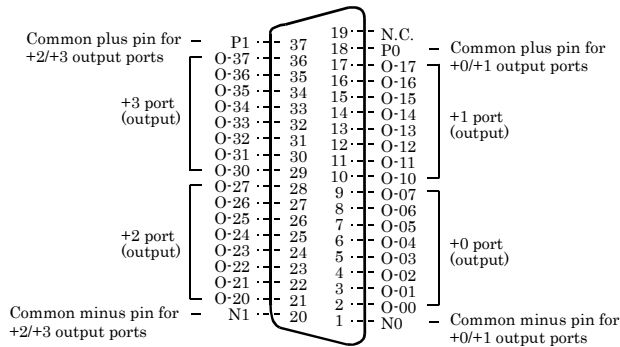 Common plus pin for
+2/+3 output ports
+3 port
(output)
+2 port
(output)
Common minus pin for
+2/+3 output ports
P1 37
O-37 36
O-36 35
O-35 34
O-34 33
O-33 32
O-32 31
O-31 30
O-30 29
O-27 28
O-26 27
O-25 26
O-24 25
O-23 24
O-22 23
O-21 22
O-20 21
N1 20
19 N.C.
18 P0
17 O-17
16 O-16
15 O-15
14 O-14
13 O-13
12 O-12
11 O-11
10 O-10
9 O-07
8 O-06
7 O-05
6 O-04
5 O-03
4 O-02
3 O-01
2 O-00
1 N0
Common plus pin for
+0/+1 output ports
+1 port
(output)
+0 port
(output)
Common minus pin for
+0/+1 output ports